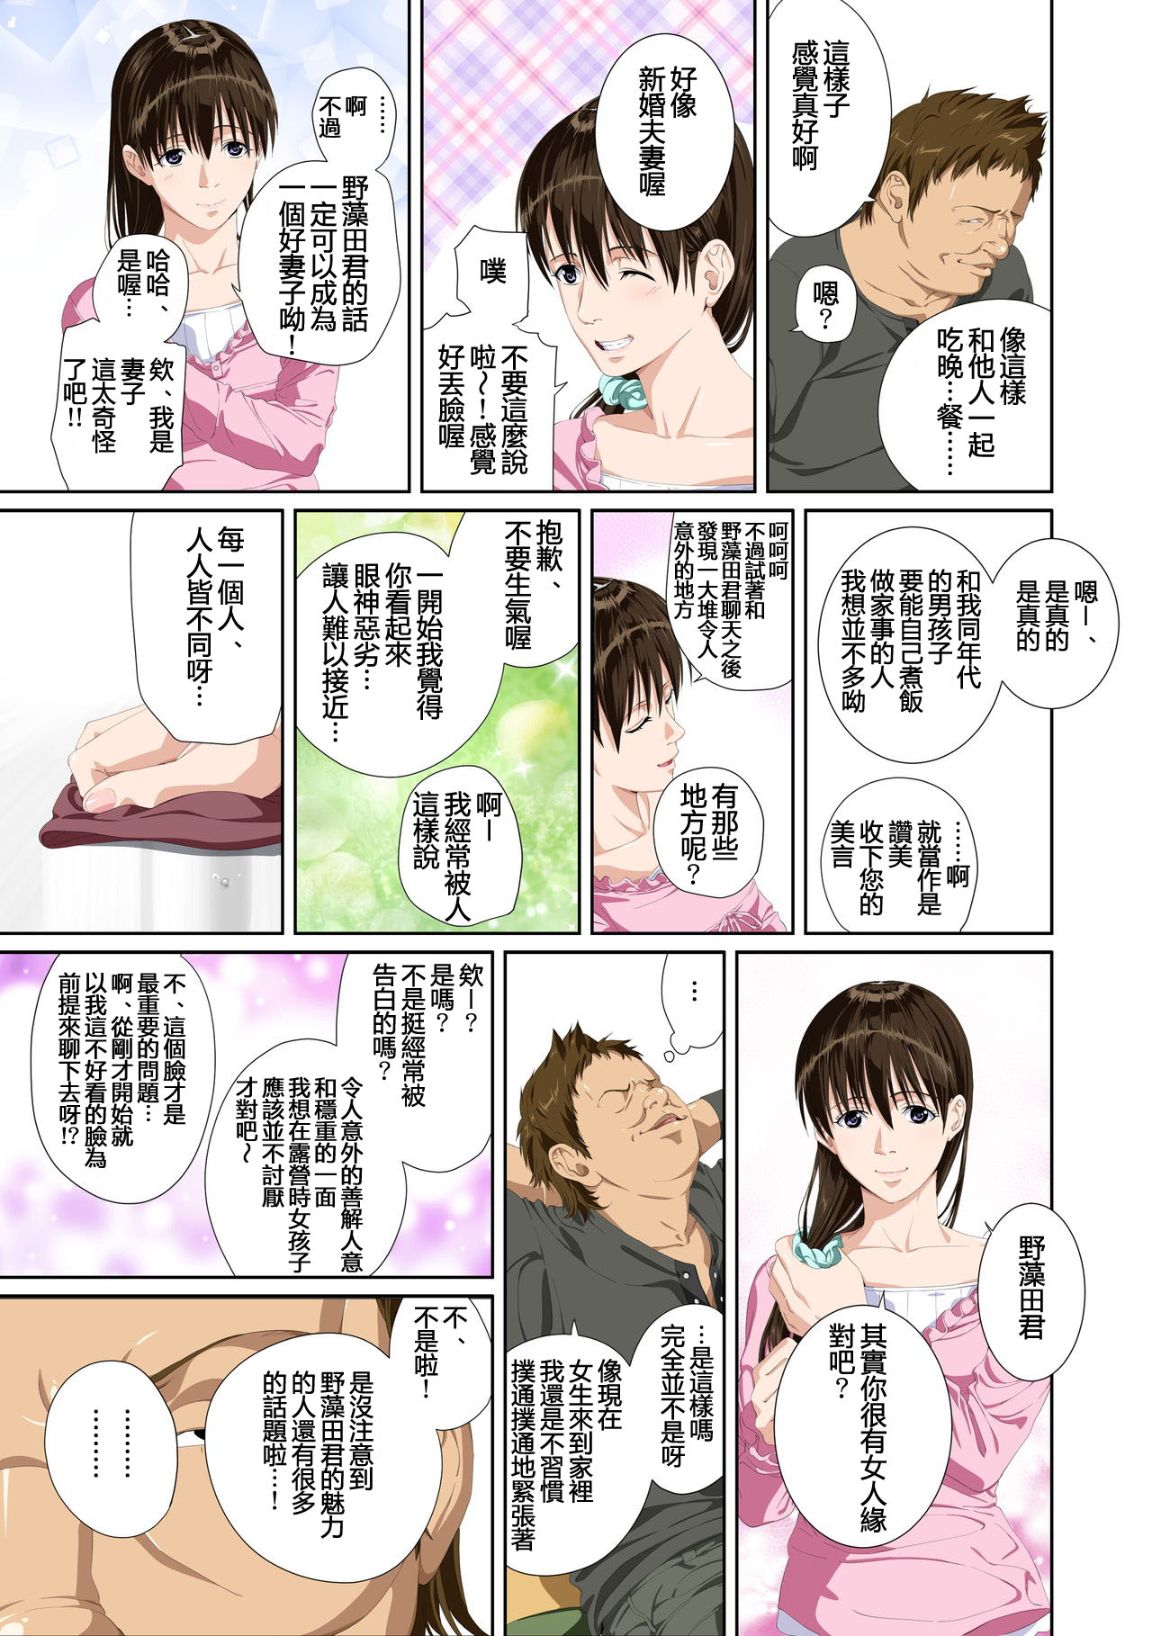 這樣子
感覺真好啊
嗯？
像這樣
和他人一起
吃晚…餐……
好像
新婚夫妻喔
噗
不要這麼說
啦～！感覺
好丟臉喔
……
啊
不過
野藻田君的話
一定可以成為
一個好妻子呦！
哈哈、
是喔…
欸、我是
妻子
這太奇怪
了吧!!
嗯ー、
是真的
是真的
和我同年代
的男孩子
要能自己煮飯
做家事的人
我想並不多呦
……啊
就當作是
讚美
收下您的
美言
呵呵呵
不過試著和
野藻田君聊天之後
發現一大堆令人
意外的地方
有那些
地方呢？
抱歉、
不要生氣喔
一開始我覺得
你看起來
眼神惡劣…
讓人難以接近…
啊ー
我經常被人
這樣說
每一個人、
人人皆不同呀…
野藻田君
其實你很有女人緣
對吧？
…
…是這樣嗎
完全並不是呀
像現在
女生來到家裡
我還是不習慣
撲通撲通地緊張著
欸ー？
是嗎？
不是挺經常被
告白的嗎？
令人意外的善解人意
和穩重的一面
我想在露營時女孩子
應該並不討厭
才對吧～
不、這個臉才是
最重要的問題…
啊、從剛才開始就
以我這不好看的臉為
前提來聊下去呀!?
不、
不是啦！
是沒注意到
野藻田君的魅力
的人還有很多
的話題啦…！
………
………